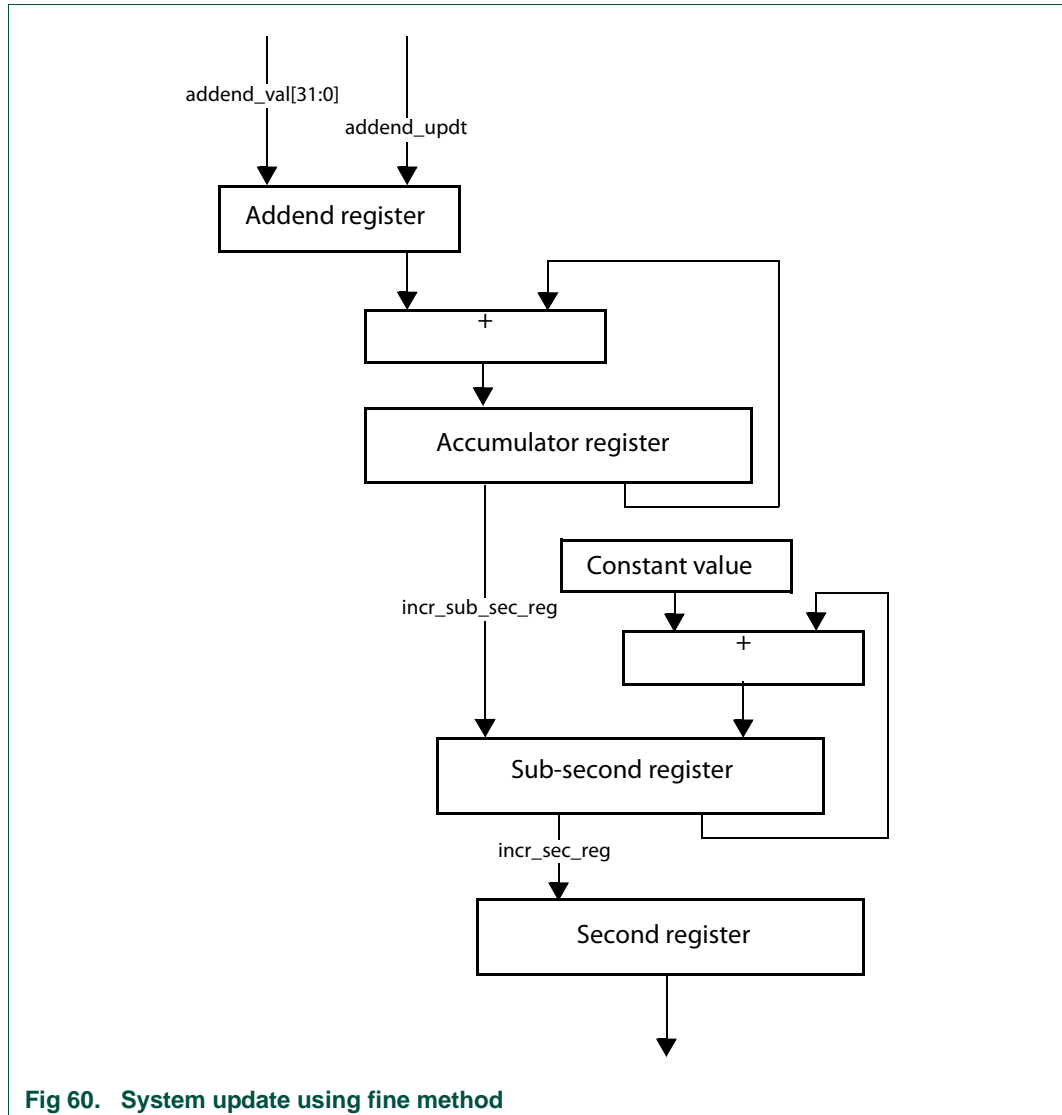 addend_val[31:0]
addend_updt
Addend register
+
Accumulator register
Constant value
incr_sub_sec_reg
+
Sub-second register
incr_sec_reg
Second register
Fig 60. System update using fine method